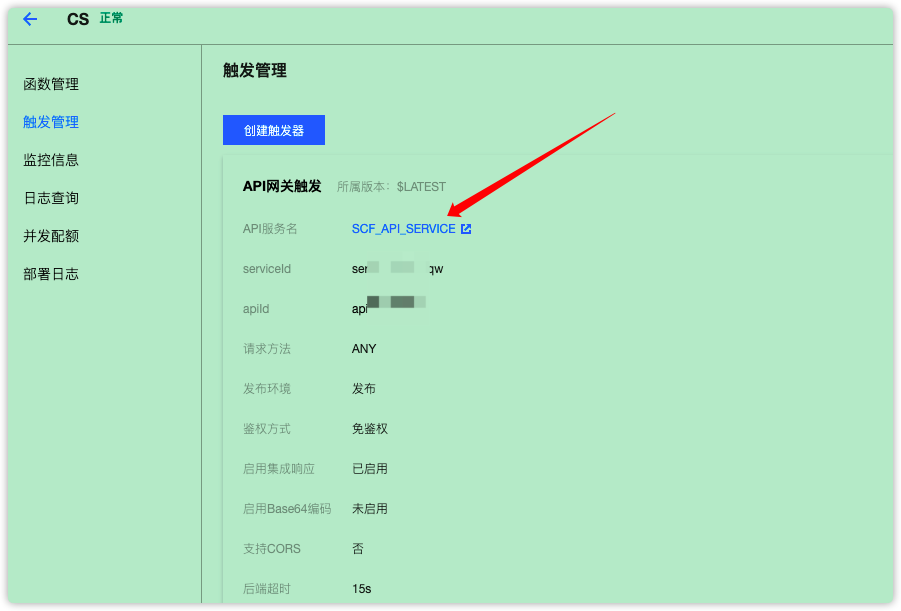 CS 正常
函数管理
触发管理
监控信息
日志查询
并发配额
部署日志
触发管理
创建触发器
API网关触发 所属版本：$LATEST
API服务名 SCF_API_SERVICE
serviceId ser qw
apiId api
请求方法 ANY
发布环境 发布
鉴权方式 免鉴权
启用集成响应 已启用
启用Base64编码 未启用
支持CORS 否
后端超时 15s